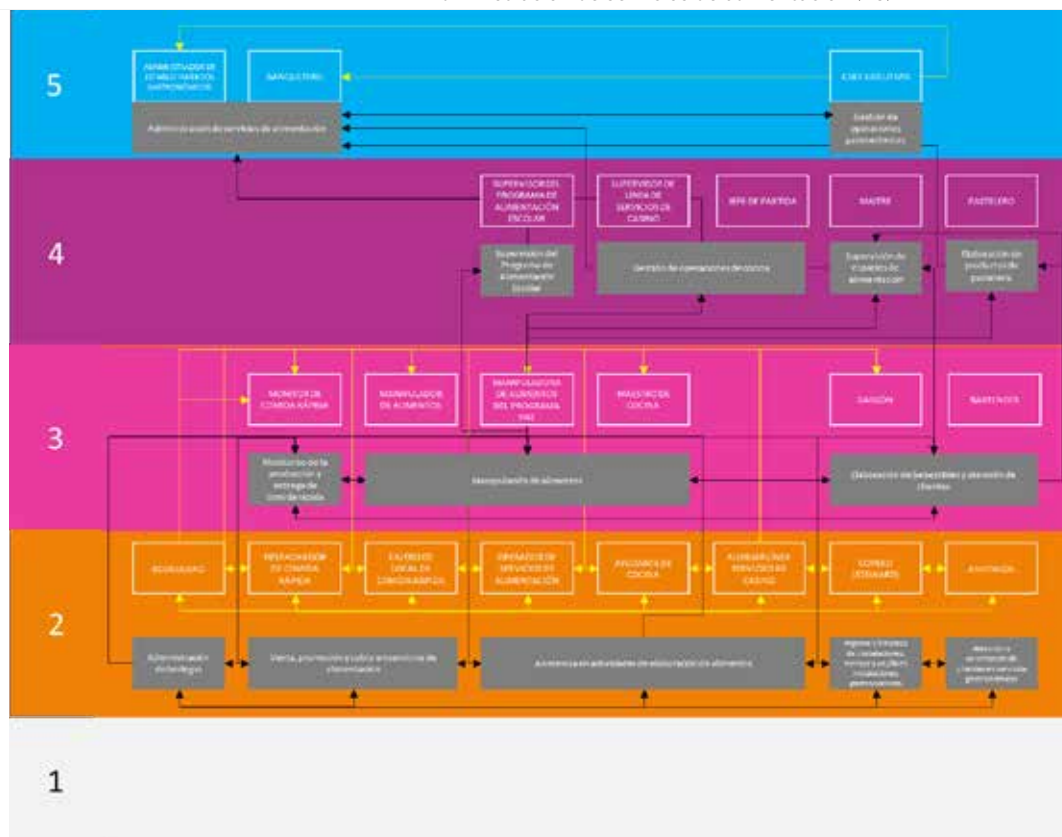 5
ADMINISTRADOR DE
ESTABLECIMIENTOS
GASTRONÓMICOS
BANQUETERO
CHEF EJECUTIVO
Administración de servicios de alimentación
Gestión de
operaciones
gastronómicas
4
SUPERVISOR DEL
PROGRAMA DE
ALIMENTACIÓN
ESCOLAR
SUPERVISOR DE
LÍNEA DE
SERVICIOS DE
CASINO
JEFE DE PARTIDA
MAITRE
PASTELERO
Supervisión del
Programa de
Alimentación
Escolar
Gestión de operaciones de cocina
Supervisión de
de
alimentación
Elaboración de
productos de
pastelería
3
MONITOR DE
COMIDA RÁPIDA
MANIPULADOR
DE ALIMENTOS
MANIPULADORA
DE ALIMENTOS
DEL PROGRAMA
PAE
MAESTRO DE
COCINA
GARZÓN
BARTENDER
Monitoreo de la
producción y
entrega de
comida rápida
Manipulación de alimentos
Elaboración de bebestibles y atención de
clientes
2
BODEGUERO
DE COMIDA
RÁPIDA
CAJERO DE
LOCAL DE
COMIDA RÁPIDA
OPERARIO DE
SERVICIOS DE
ALIMENTACIÓN
AYUDANTE DE
COCINA
LÍNEA
SERVICIOS DE
CASINO
COPERO
(STEWARD)
ANFITRIÓN
Administración
de bodegas
Venta, promoción y cobro en servicios de
alimentación
Asistencia en actividades de elaboración de alimentos
Higiene y limpieza
de instalaciones,
gastronómicas
1